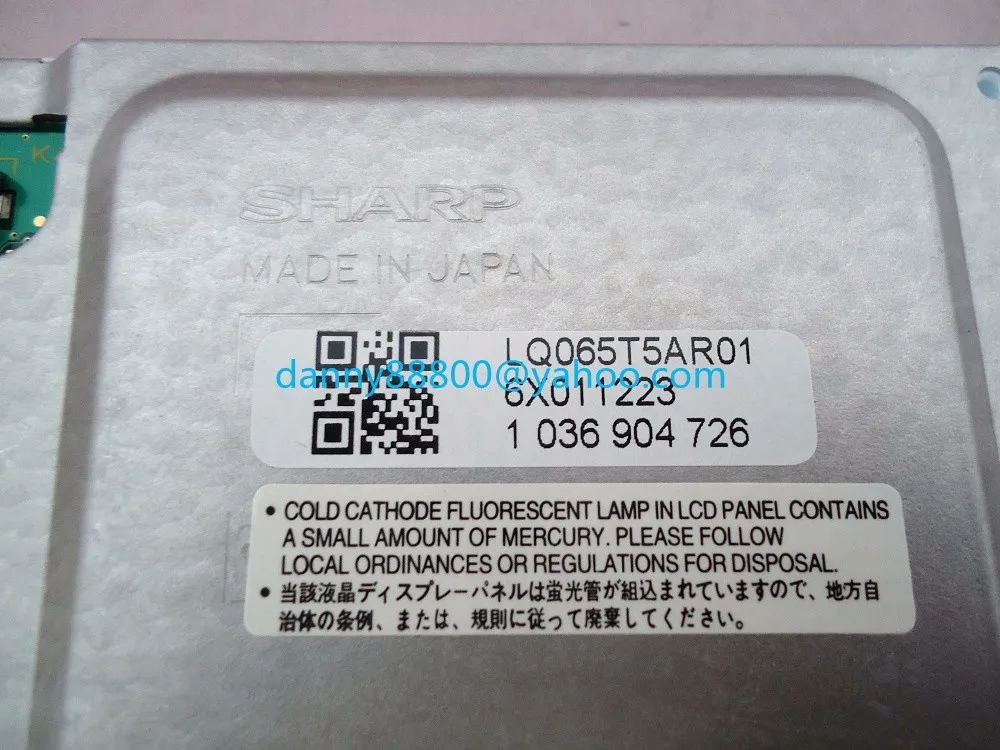 K
SHARP
MADE IN JAPAN
LQ065T5AR01
danny88800@yahoo.com
6X011223
1 036 904 726
• COLD CATHODE FLUORESCENT LAMP IN LCD PANEL CONTAINS
A SMALL AMOUNT OF MERCURY. PLEASE FOLLOW
LOCAL ORDINANCES OR REGULATIONS FOR DISPOSAL.
• 当該液晶ディスプレーパネルは蛍光管が組込まれていますので、地方自
治体の条例、または、規則に従って廃棄してください。